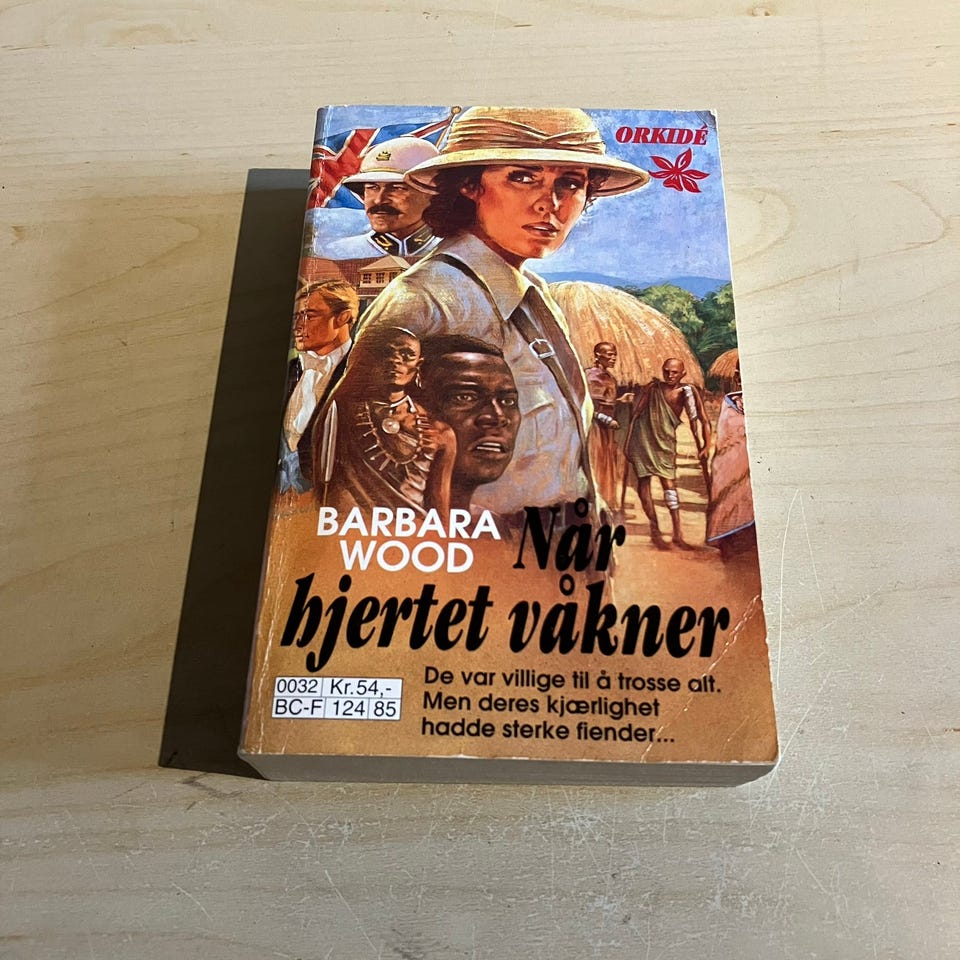 ORKIDÉ
BARBARA
WOOD
Når
hjertet våkner
De var villige til å trosse alt.
Men deres kjærlighet
hadde sterke fiender...
0032 Kr.54,-
BC-F 124 85